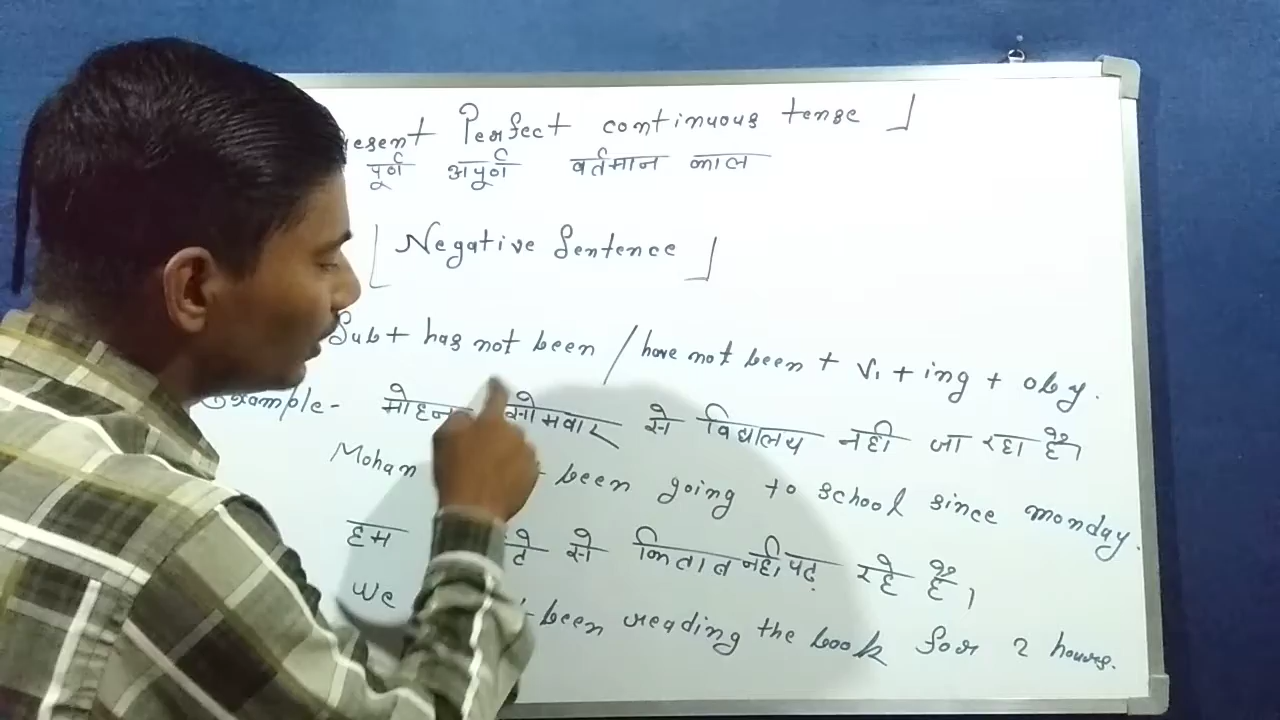 esent Perfect continuous tense
पूर्ण अपूर्ण वर्तमान काल
[Negative Sentence]
Sub + has not been / have not been + V1 + ing + obj.
Example- मोहन सोमवार से विद्यालय नही जा रहा है।
Mohan been going to school since monday.
हम टे से किताब नही पढ़ रहे है।
We been reading the book for 2 hours.